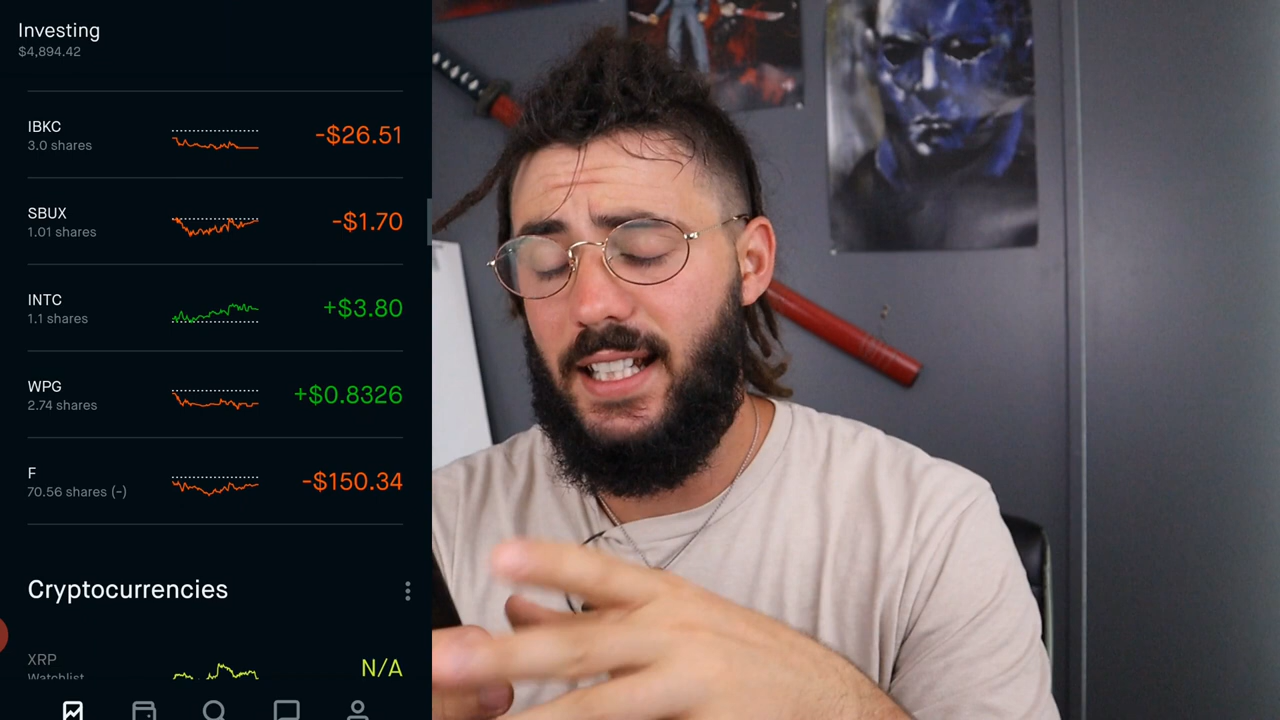 Investing
$4,894.42
IBKC
-$26.51
3.0 shares
SBUX
-$1.70
1.01 shares
INTC
+$3.80
1.1 shares
WPG
+$0.8326
2.74 shares
F
-$150.34
70.56 shares (-)
Cryptocurrencies
XRP
N/A
Watchlist